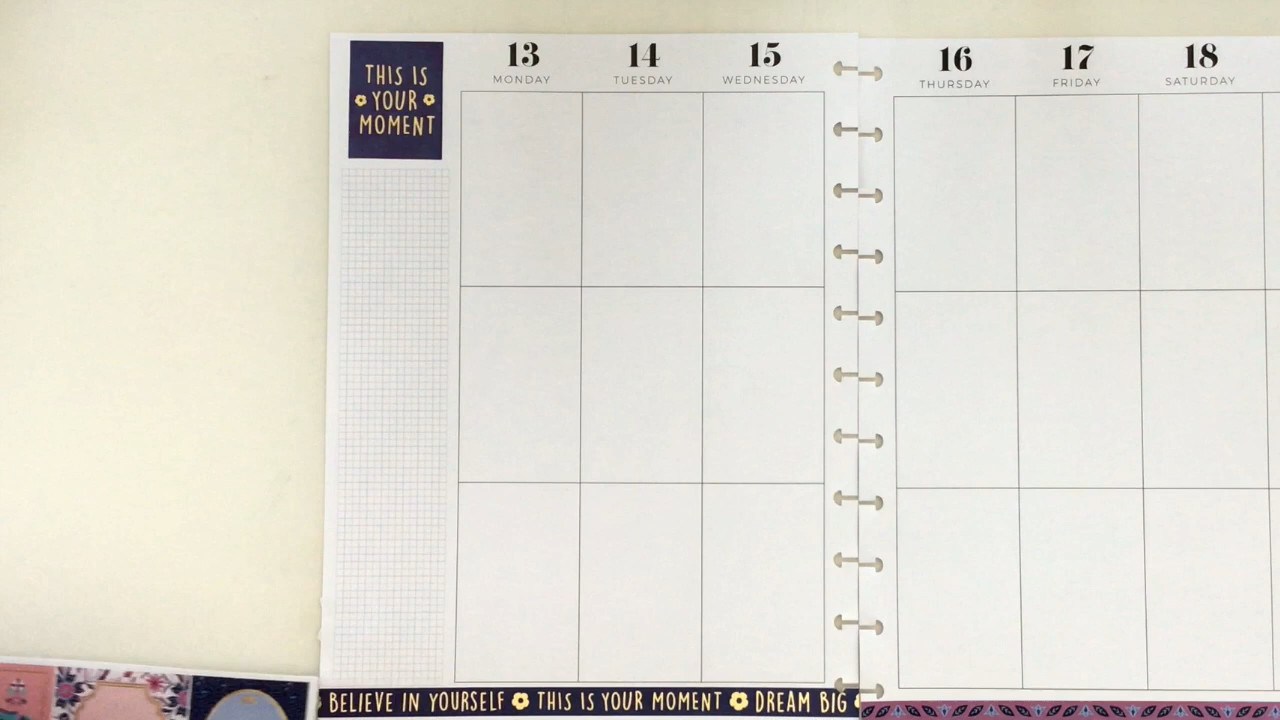 THIS IS
YOUR
MOMENT
13 14 15 16 17 18
MONDAY TUESDAY WEDNESDAY THURSDAY FRIDAY SATURDAY
BELIEVE IN YOURSELF THIS IS YOUR MOMENT DREAM BIG